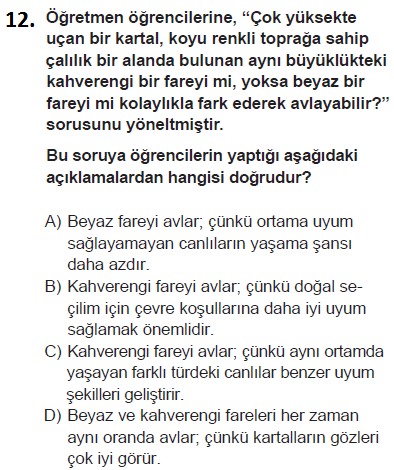 12. Öğretmen öğrencilerine, “Çok yüksekte
uçan bir kartal, koyu renkli toprağa sahip
çalılık bir alanda bulunan aynı büyüklükteki
kahverengi bir fareyi mi, yoksa beyaz bir
fareyi mi kolaylıkla fark ederek avlayabilir?”
sorusunu yöneltmiştir.
Bu soruya öğrencilerin yaptığı aşağıdaki
açıklamalardan hangisi doğrudur?
A) Beyaz fareyi avlar; çünkü ortama uyum
sağlayamayan canlıların yaşama şansı
daha azdır.
B) Kahverengi fareyi avlar; çünkü doğal se-
çilim için çevre koşullarına daha iyi uyum
sağlamak önemlidir.
C) Kahverengi fareyi avlar; çünkü aynı ortamda
yaşayan farklı türdeki canlılar benzer uyum
şekilleri geliştirir.
D) Beyaz ve kahverengi fareleri her zaman
aynı oranda avlar; çünkü kartalların gözleri
çok iyi görür.